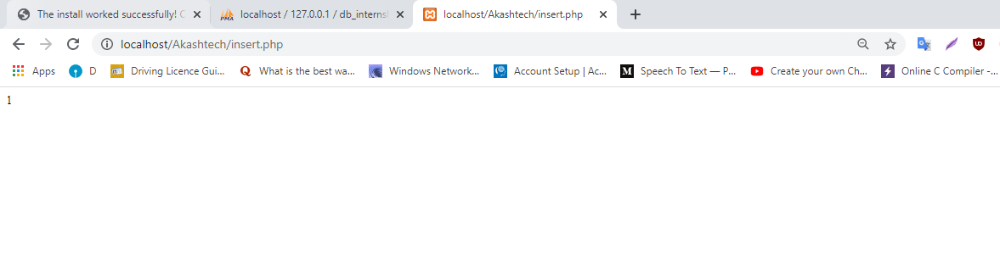 The install worked successfully! C localhost / 127.0.0.1 / db_interns localhost/Akashtech/insert.php
localhost/Akashtech/insert.php
Apps D Driving Licence Gui... Q What is the best wa... Windows Network... Account Setup | Ac... M Speech To Text — P... Create your own Ch... Online C Compiler -...
1